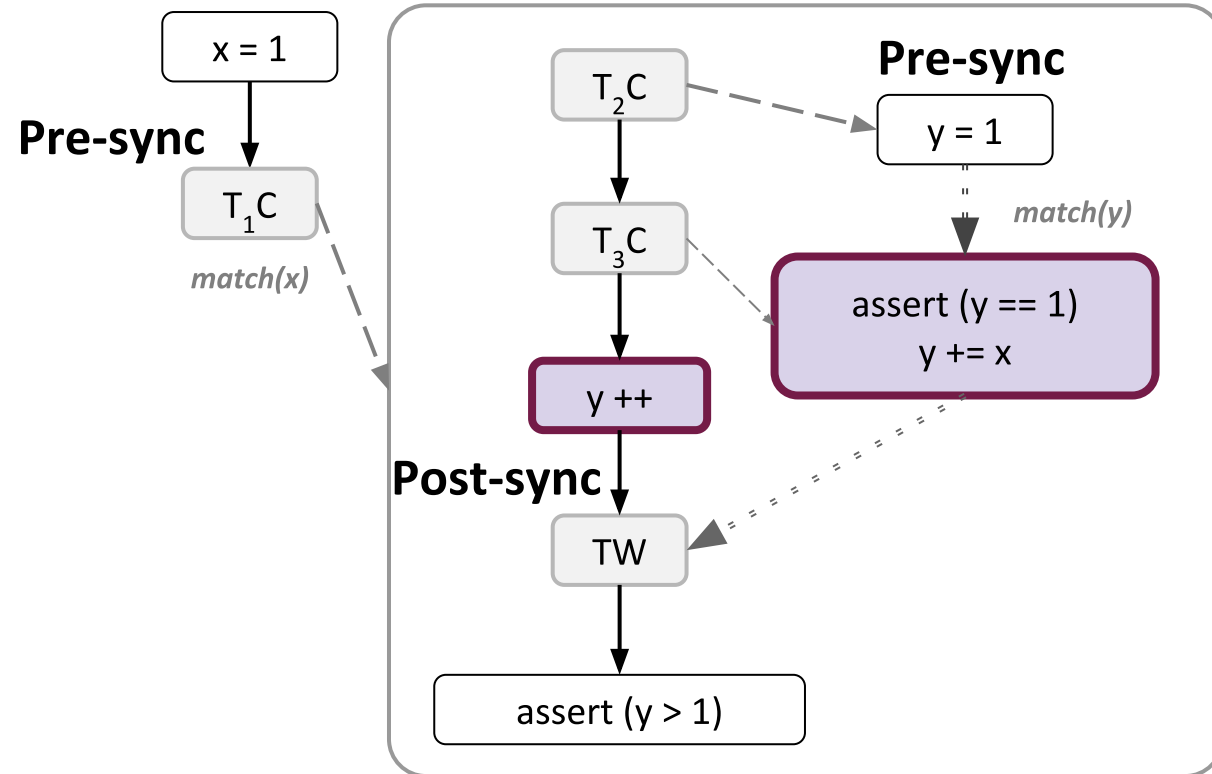 x = 1
Pre-sync
T₁C
match(x)
T₂C
Pre-sync
y = 1
match(y)
T₃C
assert (y == 1)
y += x
y ++
Post-sync
TW
assert (y > 1)